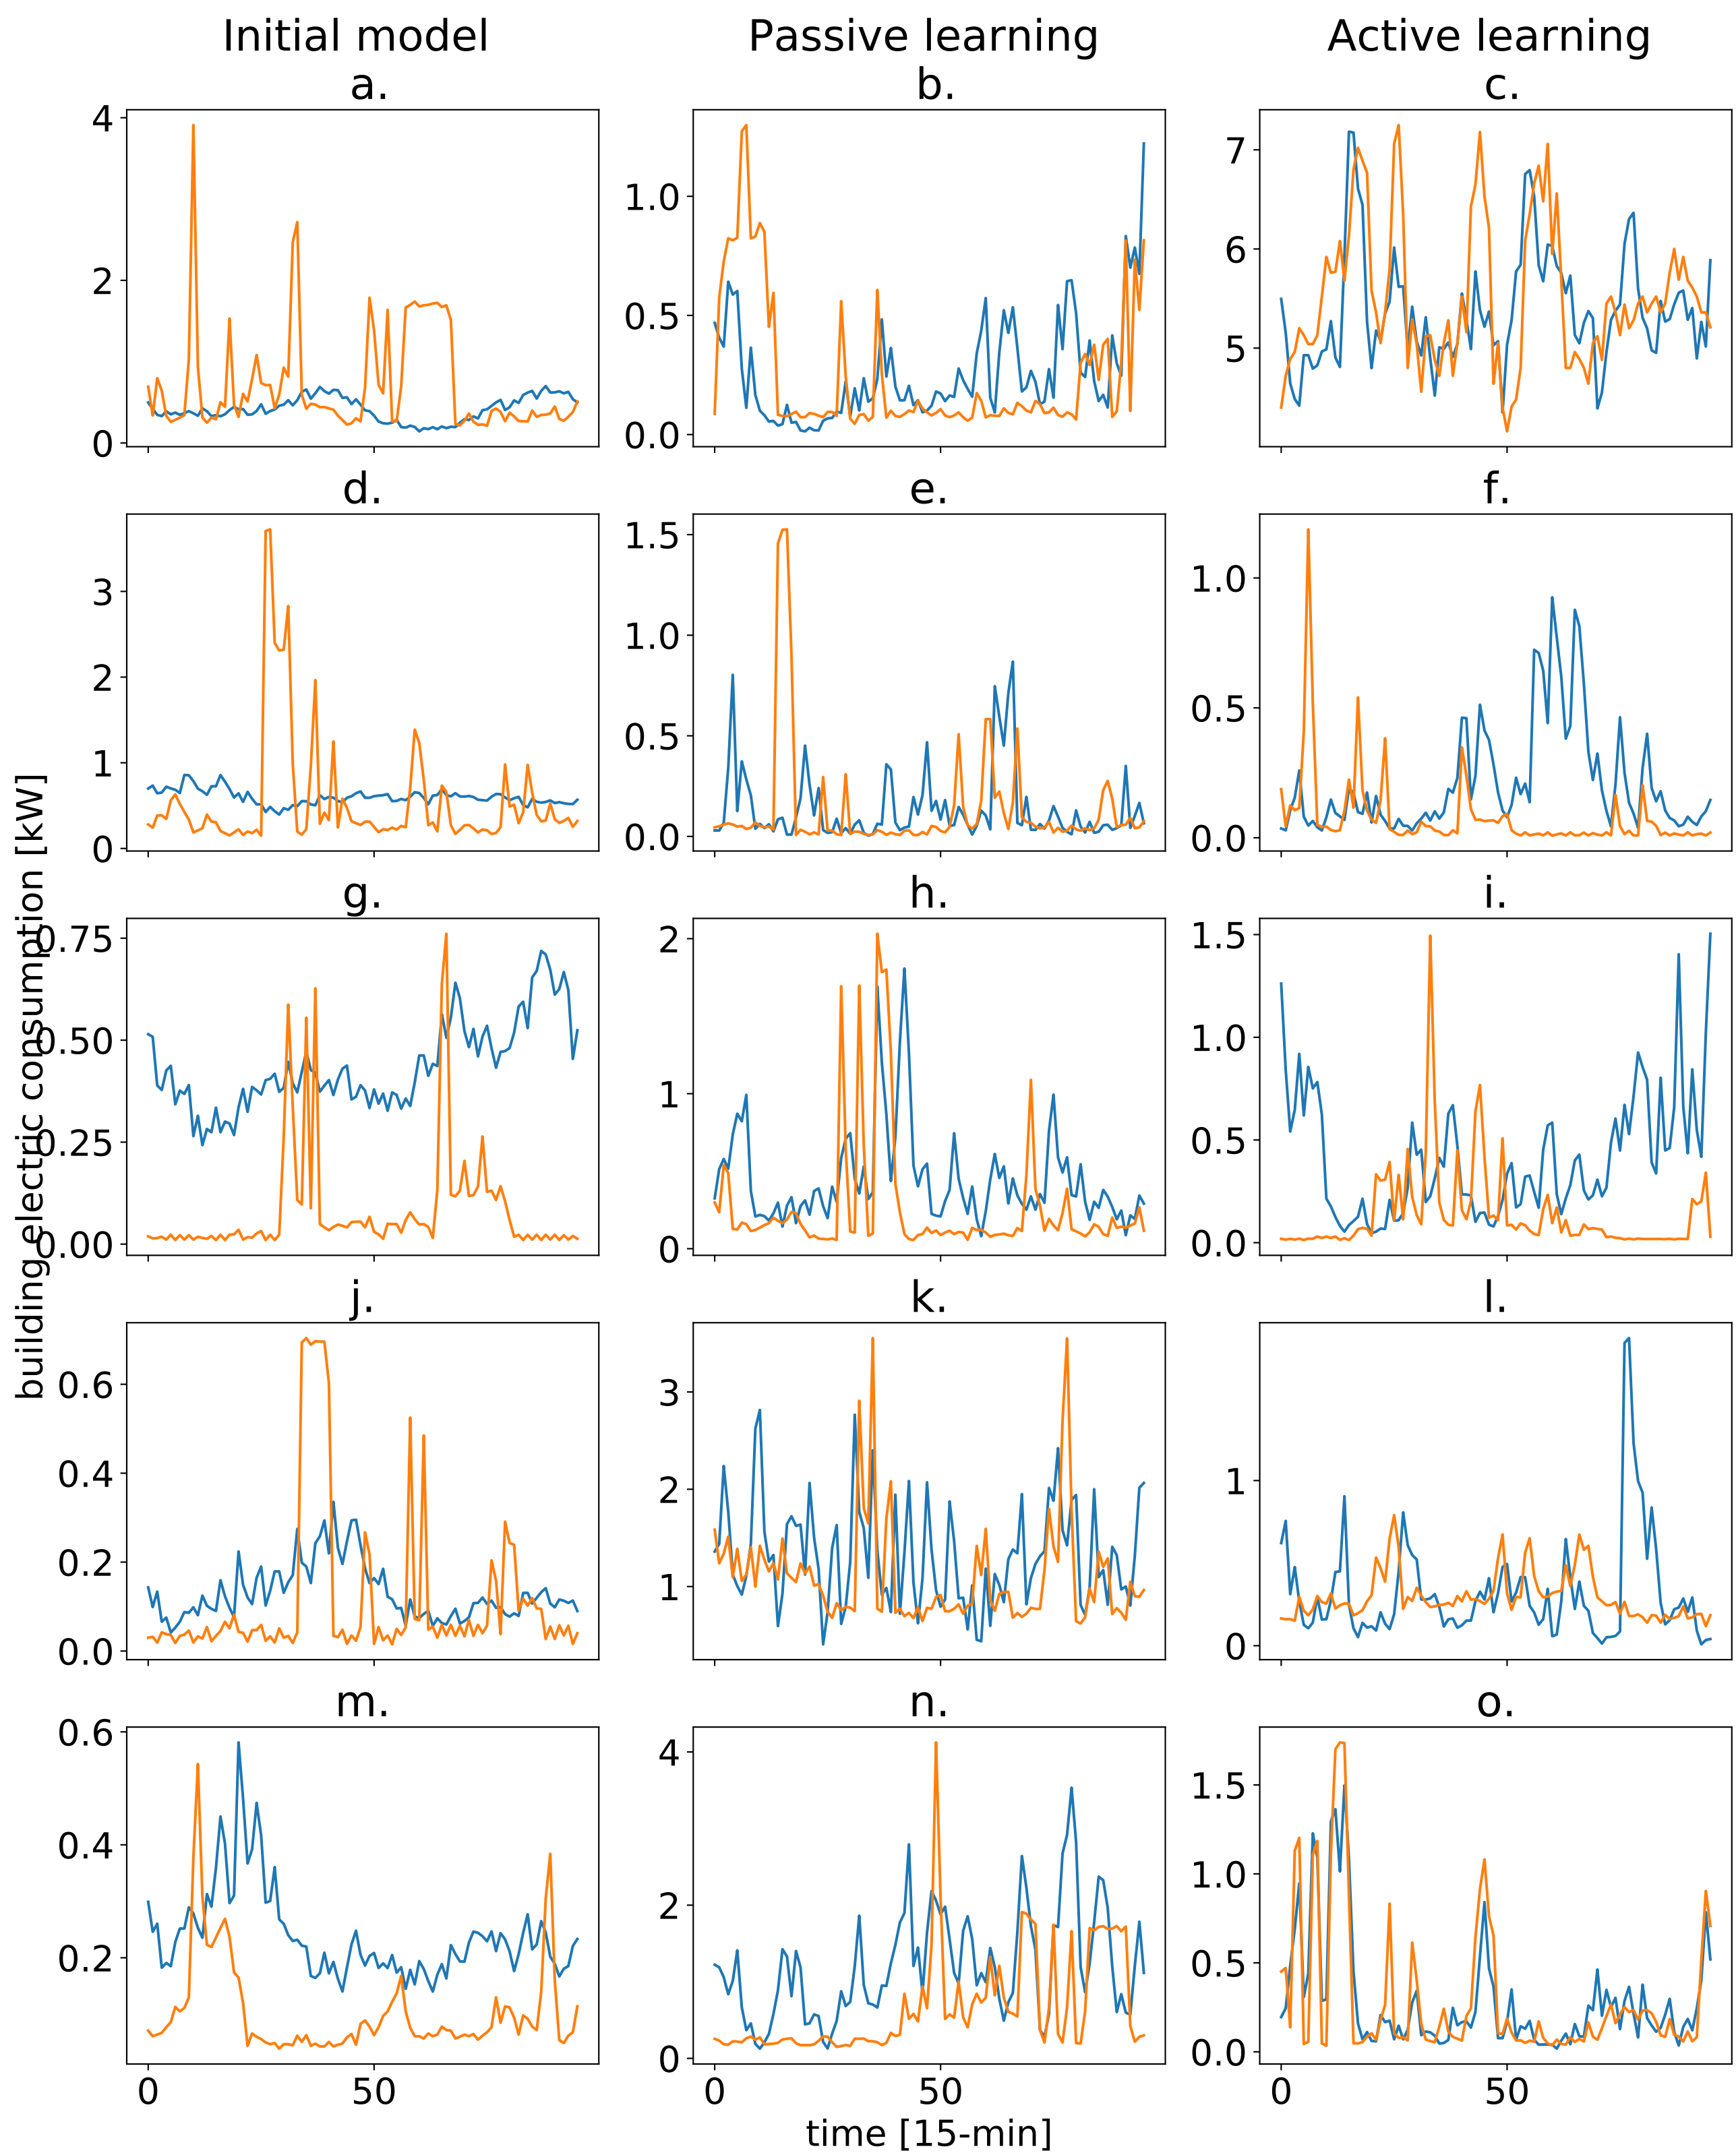 Initial model
Passive learning
Active learning
a.
b.
c.
4
2
0
1.0
0.5
0.0
7
6
5
d.
e.
f.
3
2
1
0
1.5
1.0
0.5
0.0
1.0
0.5
0.0
building electric consumption [kW]
g.
h.
i.
0.75
0.50
0.25
0.00
2
1
0
1.5
1.0
0.5
0.0
j.
k.
l.
0.6
0.4
0.2
0.0
3
2
1
1
0
m.
n.
o.
0.6
0.4
0.2
4
2
0
1.5
1.0
0.5
0.0
0 50
0 50
0 50
time [15-min]